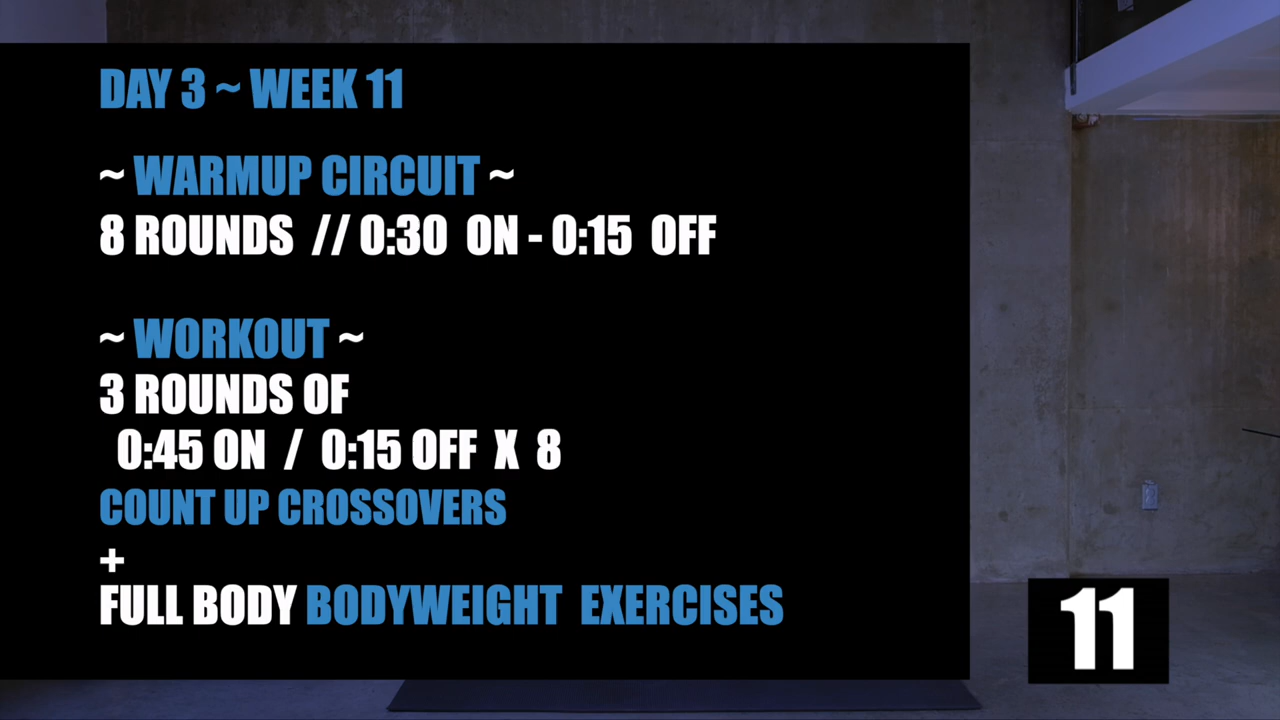 DAY 3 ~ WEEK 11
~ WARMUP CIRCUIT ~
8 ROUNDS // 0:30 ON - 0:15 OFF
~ WORKOUT ~
3 ROUNDS OF
0:45 ON / 0:15 OFF X 8
COUNT UP CROSSOVERS
+
FULL BODY BODYWEIGHT EXERCISES
11